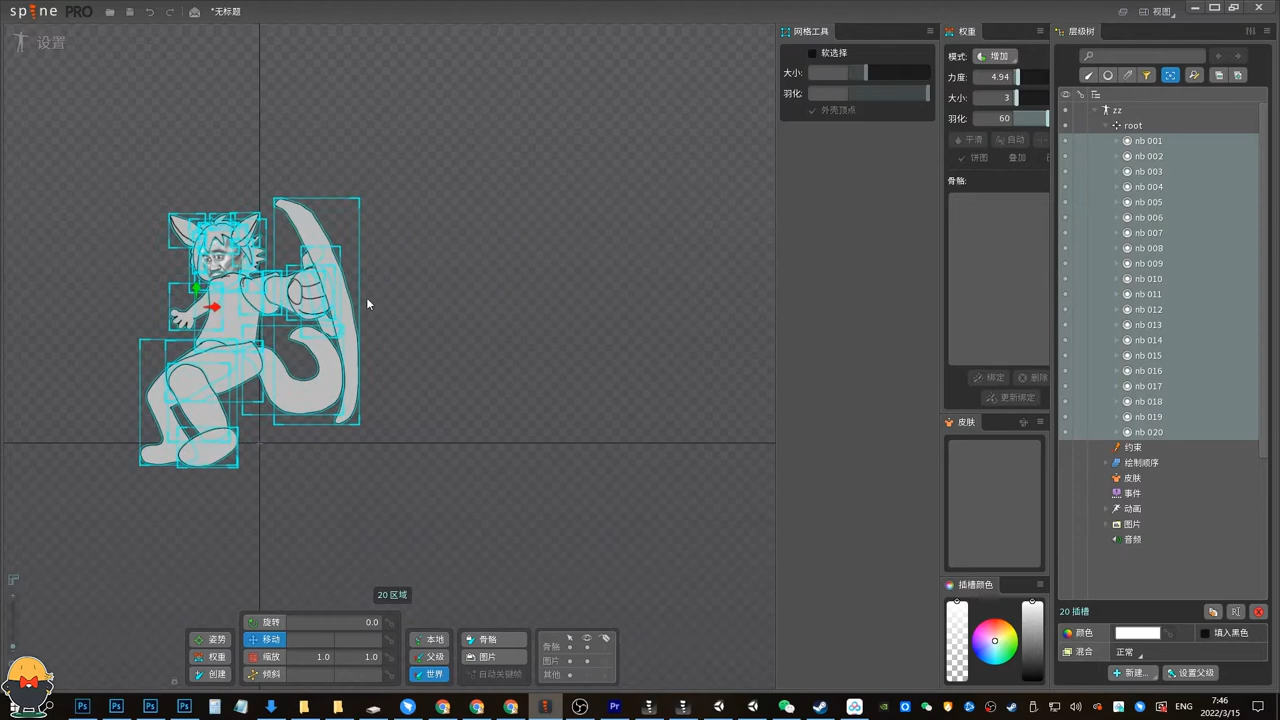 spine PRO
*无标题
视图
设置
网格工具
软选择
大小:
羽化:
外壳顶点
权重
模式: 增加
力度: 4.94
大小: 3
羽化: 60
平滑 自动
饼图 叠加
骨骼:
绑定 删除
更新绑定
皮肤
插槽颜色
层级树
zz
root
nb 001
nb 002
nb 003
nb 004
nb 005
nb 006
nb 007
nb 008
nb 009
nb 010
nb 011
nb 012
nb 013
nb 014
nb 015
nb 016
nb 017
nb 018
nb 019
nb 020
约束
绘制顺序
皮肤
事件
动画
图片
音频
20 插槽
颜色 填入黑色
混合 正常
新建... 设置父级
20 区域
姿势
权重
创建
旋转 0.0
移动
缩放 1.0 1.0
倾斜
本地
父级
世界
骨骼
图片
自动关键帧
骨骼
图片
其他
ENG
7:46
2022/3/15